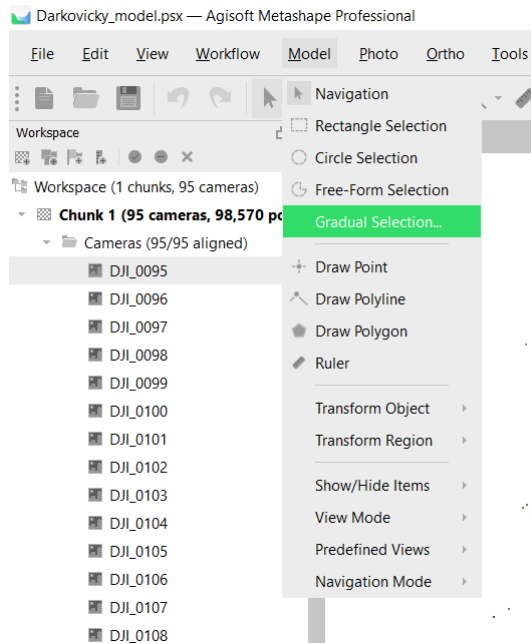 Darkovicky_model.psx — Agisoft Metashape Professional
File Edit View Workflow Model Photo Ortho Tools
Workspace
Workspace (1 chunks, 95 cameras)
Chunk 1 (95 cameras, 98,570 po
Cameras (95/95 aligned)
DJI_0095
DJI_0096
DJI_0097
DJI_0098
DJI_0099
DJI_0100
DJI_0101
DJI_0102
DJI_0103
DJI_0104
DJI_0105
DJI_0106
DJI_0107
DJI_0108
Navigation
Rectangle Selection
Circle Selection
Free-Form Selection
Gradual Selection...
Draw Point
Draw Polyline
Draw Polygon
Ruler
Transform Object
Transform Region
Show/Hide Items
View Mode
Predefined Views
Navigation Mode